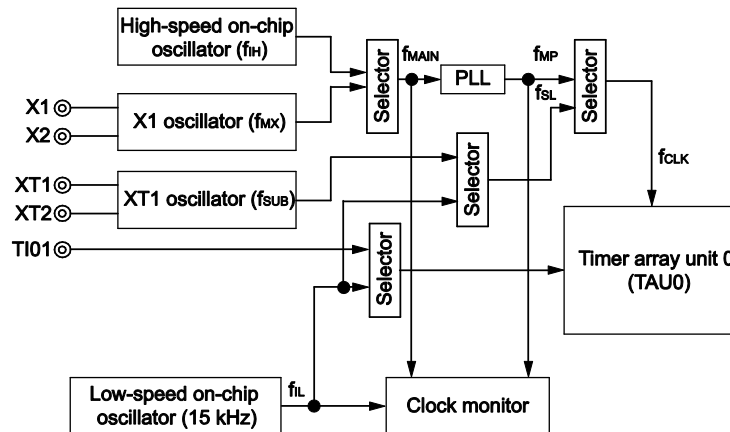 High-speed on-chip
oscillator (fIH)
Selector
fMAIN
PLL
fMP
fSL
Selector
X1
X2
X1 oscillator (fMX)
fCLK
XT1
XT2
XT1 oscillator (fSUB)
Selector
TI01
Selector
Timer array unit 0
(TAU0)
Low-speed on-chip
oscillator (15 kHz)
fIL
Clock monitor